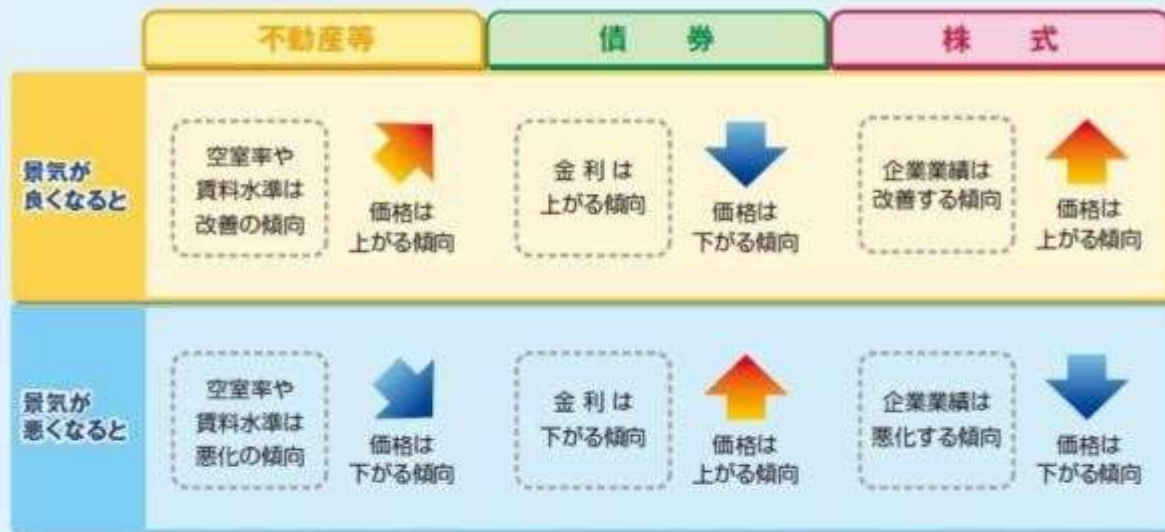 不動産等
債　券
株　式
景気が
良くなると
空室率や
賃料水準は
改善の傾向
価格は
上がる傾向
金利は
上がる傾向
価格は
下がる傾向
企業業績は
改善する傾向
価格は
上がる傾向
景気が
悪くなると
空室率や
賃料水準は
悪化の傾向
価格は
下がる傾向
金利は
下がる傾向
価格は
上がる傾向
企業業績は
悪化する傾向
価格は
下がる傾向